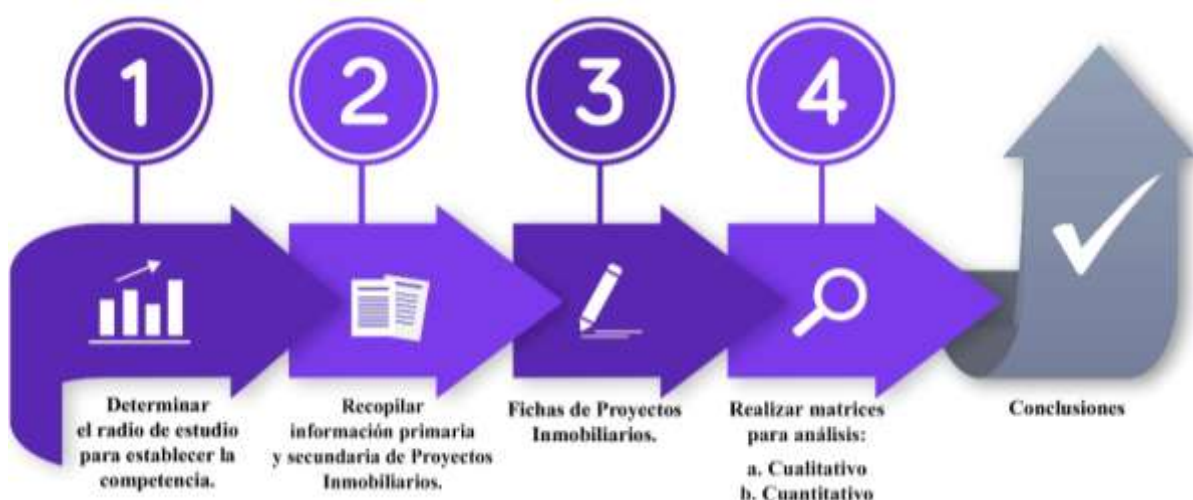 1
2
3
4
Determinar
el radio de estudio
para establecer la
competencia.
Recopilar
información primaria
y secundaria de Proyectos
Inmobiliarios.
Fichas de Proyectos
Inmobiliarios.
Realizar matrices
para análisis:
a. Cualitativo
b. Cuantitativo
Conclusiones